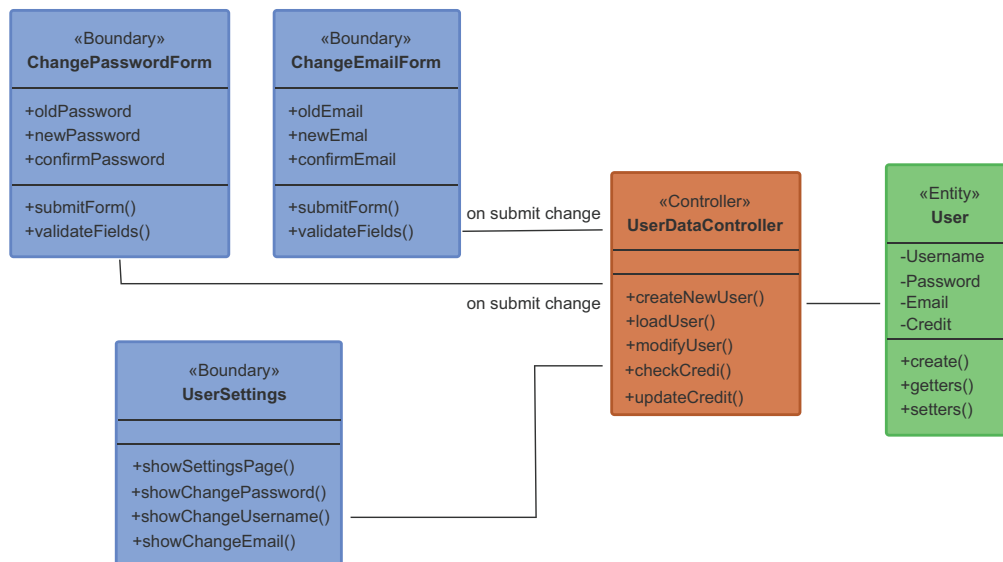 «Boundary»
ChangePasswordForm
+oldPassword
+newPassword
+confirmPassword
+submitForm()
+validateFields()
«Boundary»
ChangeEmailForm
+oldEmail
+newEmal
+confirmEmail
+submitForm()
+validateFields()
on submit change
on submit change
«Controller»
UserDataController
+createNewUser()
+loadUser()
+modifyUser()
+checkCredi()
+updateCredit()
«Entity»
User
-Username
-Password
-Email
-Credit
+create()
+getters()
+setters()
«Boundary»
UserSettings
+showSettingsPage()
+showChangePassword()
+showChangeUsername()
+showChangeEmail()